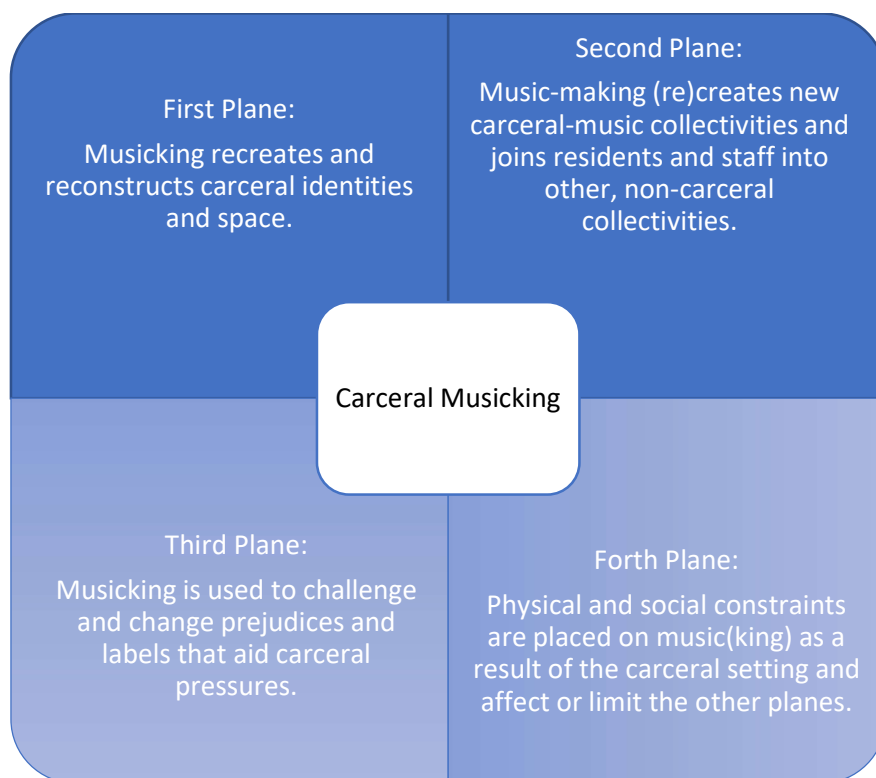 First Plane:
Musicking recreates and
reconstructs carceral identities
and space.
Second Plane:
Music-making (re)creates new
carceral-music collectivities and
joins residents and staff into
other, non-carceral
collectivities.
Carceral Musicking
Third Plane:
Musicking is used to challenge
and change prejudices and
labels that aid carceral
pressures.
Forth Plane:
Physical and social constraints
are placed on music(king) as a
result of the carceral setting and
affect or limit the other planes.